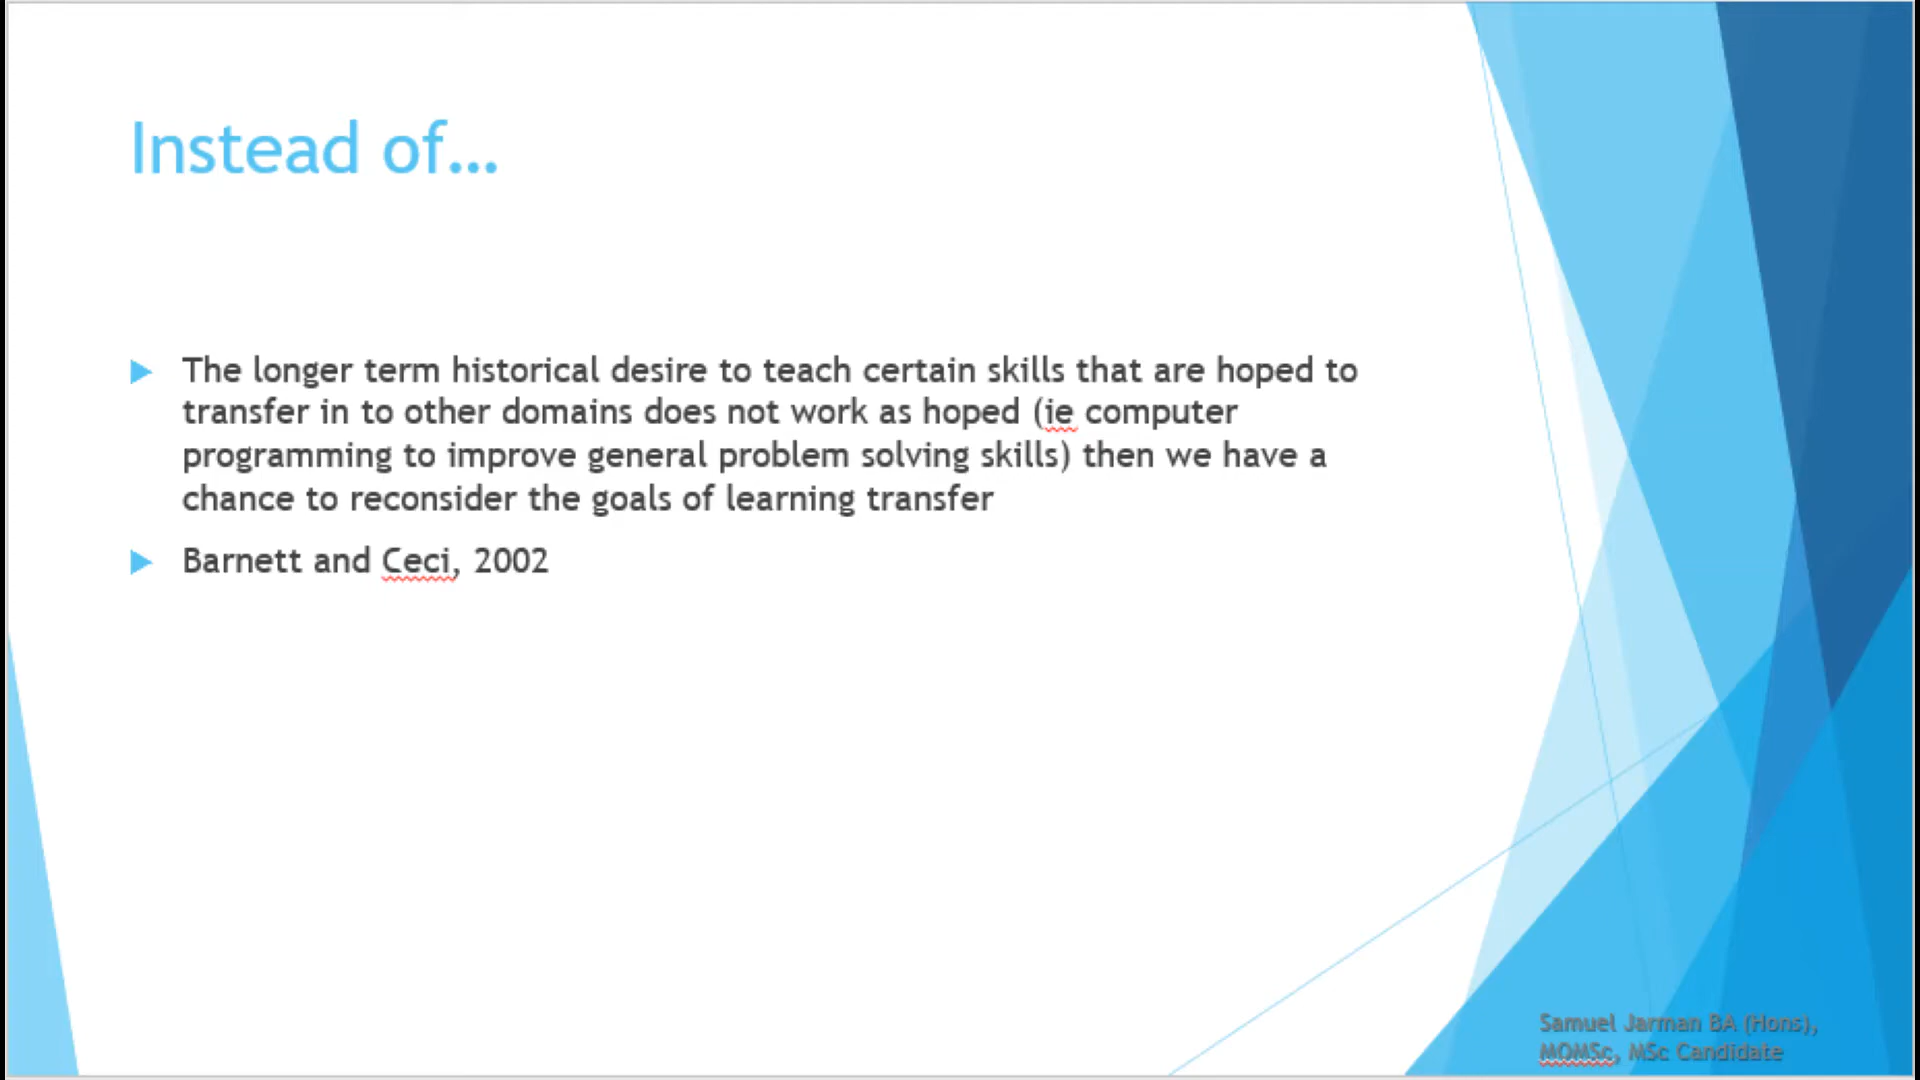 Instead of…
The longer term historical desire to teach certain skills that are hoped to
transfer in to other domains does not work as hoped (ie computer
programming to improve general problem solving skills) then we have a
chance to reconsider the goals of learning transfer
Barnett and Ceci, 2002
Samuel Jarman BA (Hons),
MOMSc, MSc Candidate